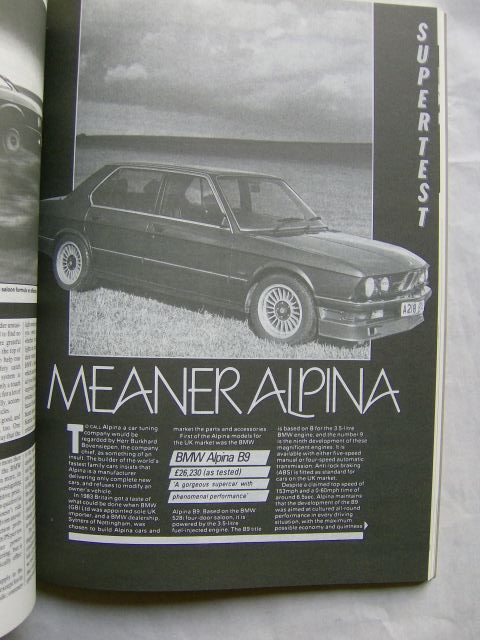 SUPERTEST
A218
MEANER ALPINA
TO CALL Alpina a car tuning
company would be
regarded by Herr Burkhard
Bovensiepen, the company
chief, as something of an
insult. The builder of the world's
fastest family cars insists that
Alpina is a manufacturer
delivering only complete new
cars, and refuses to modify an
owner's vehicle.
In 1983 Britain got a taste of
what could be done when BMW
(GB) Ltd was appointed sole UK
importer, and a BMW dealership,
Sytners of Nottingham, was
chosen to build Alpina cars and
market the parts and accessories.
First of the Alpina models for
the UK market was the BMW
BMW Alpina B9
£26,230 (as tested)
'A gorgeous supercar with
phenomenal performance'
Alpina B9. Based on the BMW
528i four-door saloon, it is
powered by the 3.5-litre
fuel-injected engine. The B9 title
is based on B for the 3.5-litre
BMW engine, and the number 9
is the ninth development of these
magnificent engines. It is
available with either five-speed
manual or four-speed automatic
transmission. Anti-lock braking
(ABS) is fitted as standard for
cars on the UK market.
Despite a claimed top speed of
153mph and a 0-60mph time of
around 6.5sec, Alpina maintains
that the development of the B9
was aimed at cultured all-round
performance in every driving
situation, with the maximum
possible economy and quietness